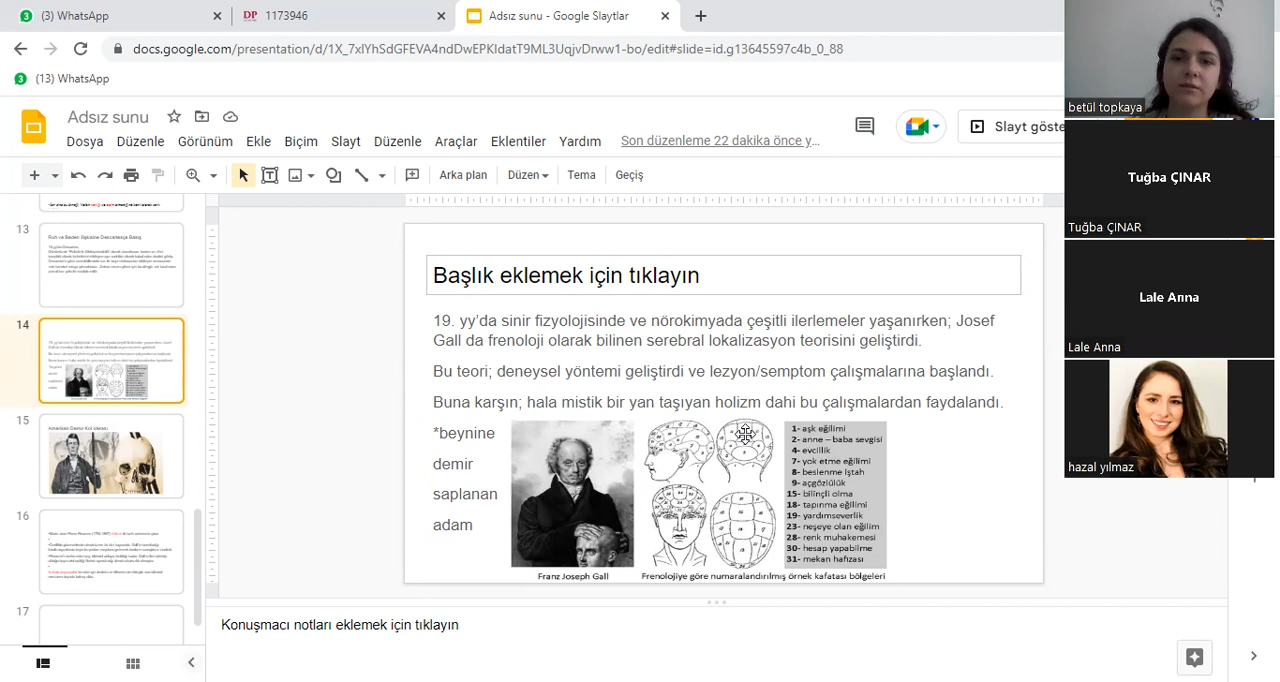 (3) WhatsApp
DP 1173946
Adsız sunu - Google Slaytlar
docs.google.com/presentation/d/1X_7xlYhSdGFEVA4ndDwEPKIdatT9ML3UqjvDrww1-bo/edit#slide=id.g13645597c4b_0_88
(13) WhatsApp
Adsız sunu
Dosya Düzenle Görünüm Ekle Biçim Slayt Düzenle Araçlar Eklentiler Yardım Son düzenleme 22 dakika önce y...
Slayt göste
Arka plan Düzen Tema Geçiş
13
Ruh ve Beden İlişkisine Descartesçe Bakış
14
15
Amerikan Demir Kol Vakası
16
17
Başlık eklemek için tıklayın
19. yy’da sinir fizyolojisinde ve nörokimyada çeşitli ilerlemeler yaşanırken; Josef
Gall da frenoloji olarak bilinen serebral lokalizasyon teorisini geliştirdi.
Bu teori; deneysel yöntemi geliştirdi ve lezyon/semptom çalışmalarına başlandı.
Buna karşın; hala mistik bir yan taşıyan holizm dahi bu çalışmalardan faydalandı.
*beynine
demir
saplanan
adam
1- aşk eğilimi
2- anne – baba sevgisi
4- evcillik
7- yok etme eğilimi
8- beslenme iştah
9- açgözlülük
15- bilinçli olma
18- tapınma eğilimi
19- yardımseverlik
23- neşeye olan eğilim
28- renk muhakemesi
30- hesap yapabilme
31- mekan hafızası
Franz Joseph Gall
Frenolojiye göre numaralandırılmış örnek kafatası bölgeleri
Konuşmacı notları eklemek için tıklayın
betül topkaya
Tuğba ÇINAR
Tuğba ÇINAR
Lale Anna
Lale Anna
hazal yılmaz